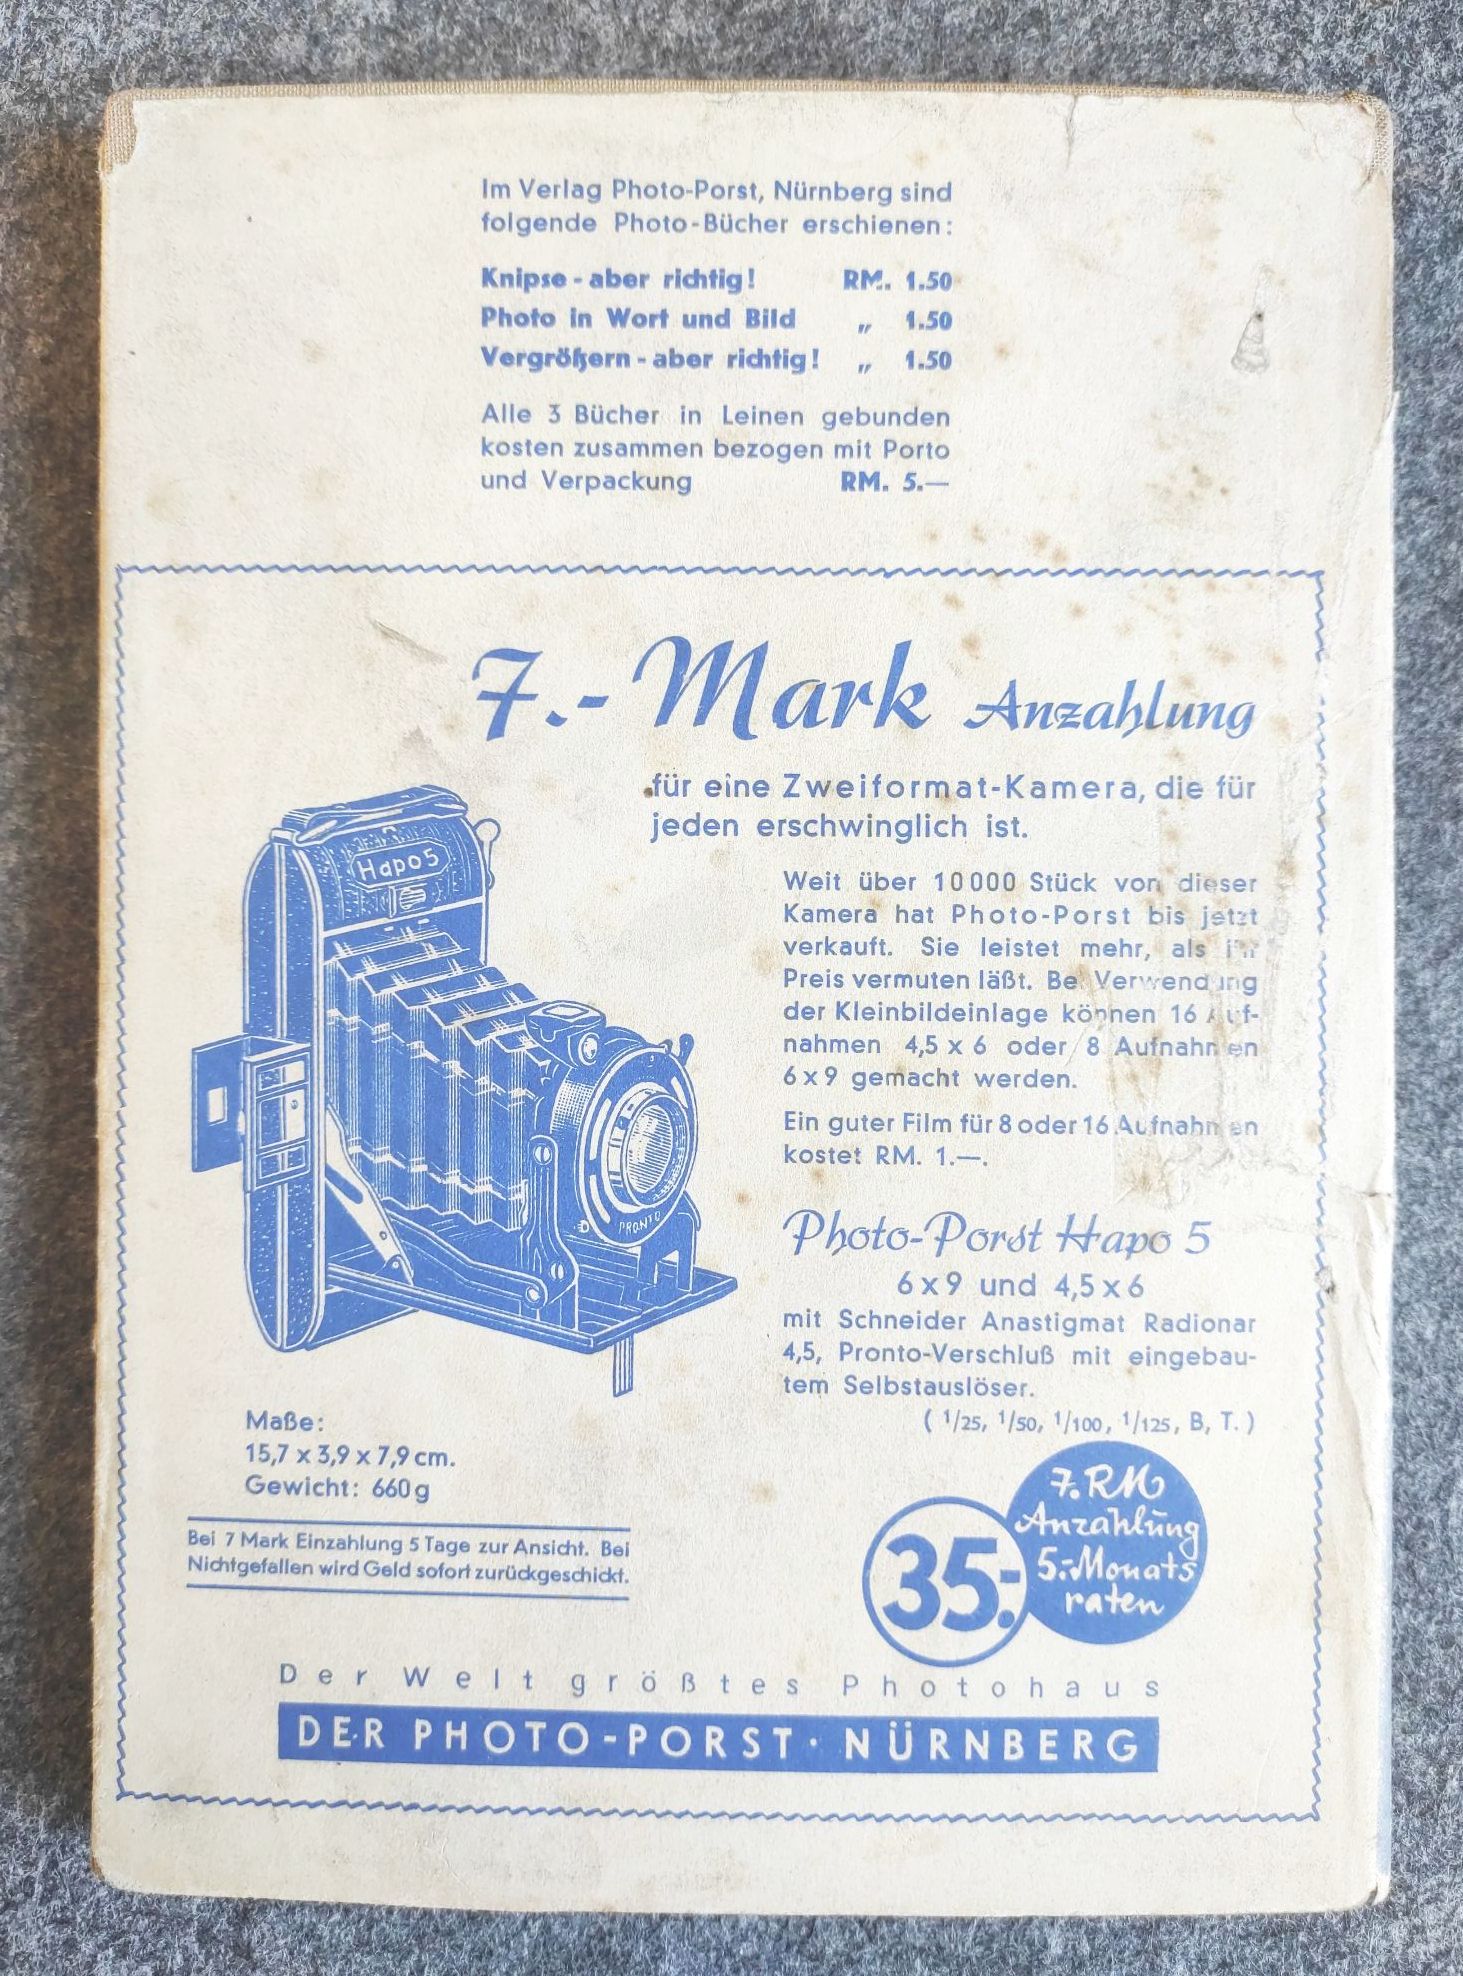 Im Verlag Photo-Porst, Nürnberg sind
folgende Photo-Bücher erschienen:
Knipse - aber richtig! RM. 1.50
Photo in Wort und Bild „ 1.50
Vergrößern - aber richtig! „ 1.50
Alle 3 Bücher in Leinen gebunden
kosten zusammen bezogen mit Porto
und Verpackung RM. 5.—
7.- Mark Anzahlung
für eine Zweiformat-Kamera, die für
jeden erschwinglich ist.
Weit über 10000 Stück von dieser
Kamera hat Photo-Porst bis jetzt
verkauft. Sie leistet mehr, als ihr
Preis vermuten läßt. Bei Verwendung
der Kleinbildeinlage können 16 Auf-
nahmen 4,5 x 6 oder 8 Aufnahmen
6 x 9 gemacht werden.
Ein guter Film für 8 oder 16 Aufnahmen
kostet RM. 1.—.
Hapo 5
PRONTO
Photo-Porst Hapo 5
6 x 9 und 4,5 x 6
mit Schneider Anastigmat Radionar
4,5, Pronto-Verschluß mit eingebau-
tem Selbstauslöser.
( 1/25, 1/50, 1/100, 1/125, B, T. )
Maße:
15,7 x 3,9 x 7,9 cm.
Gewicht: 660 g
Bei 7 Mark Einzahlung 5 Tage zur Ansicht. Bei
Nichtgefallen wird Geld sofort zurückgeschickt.
35.-
7. RM
Anzahlung
5.-Monats
raten
Der Welt größtes Photohaus
DER PHOTO-PORST · NÜRNBERG